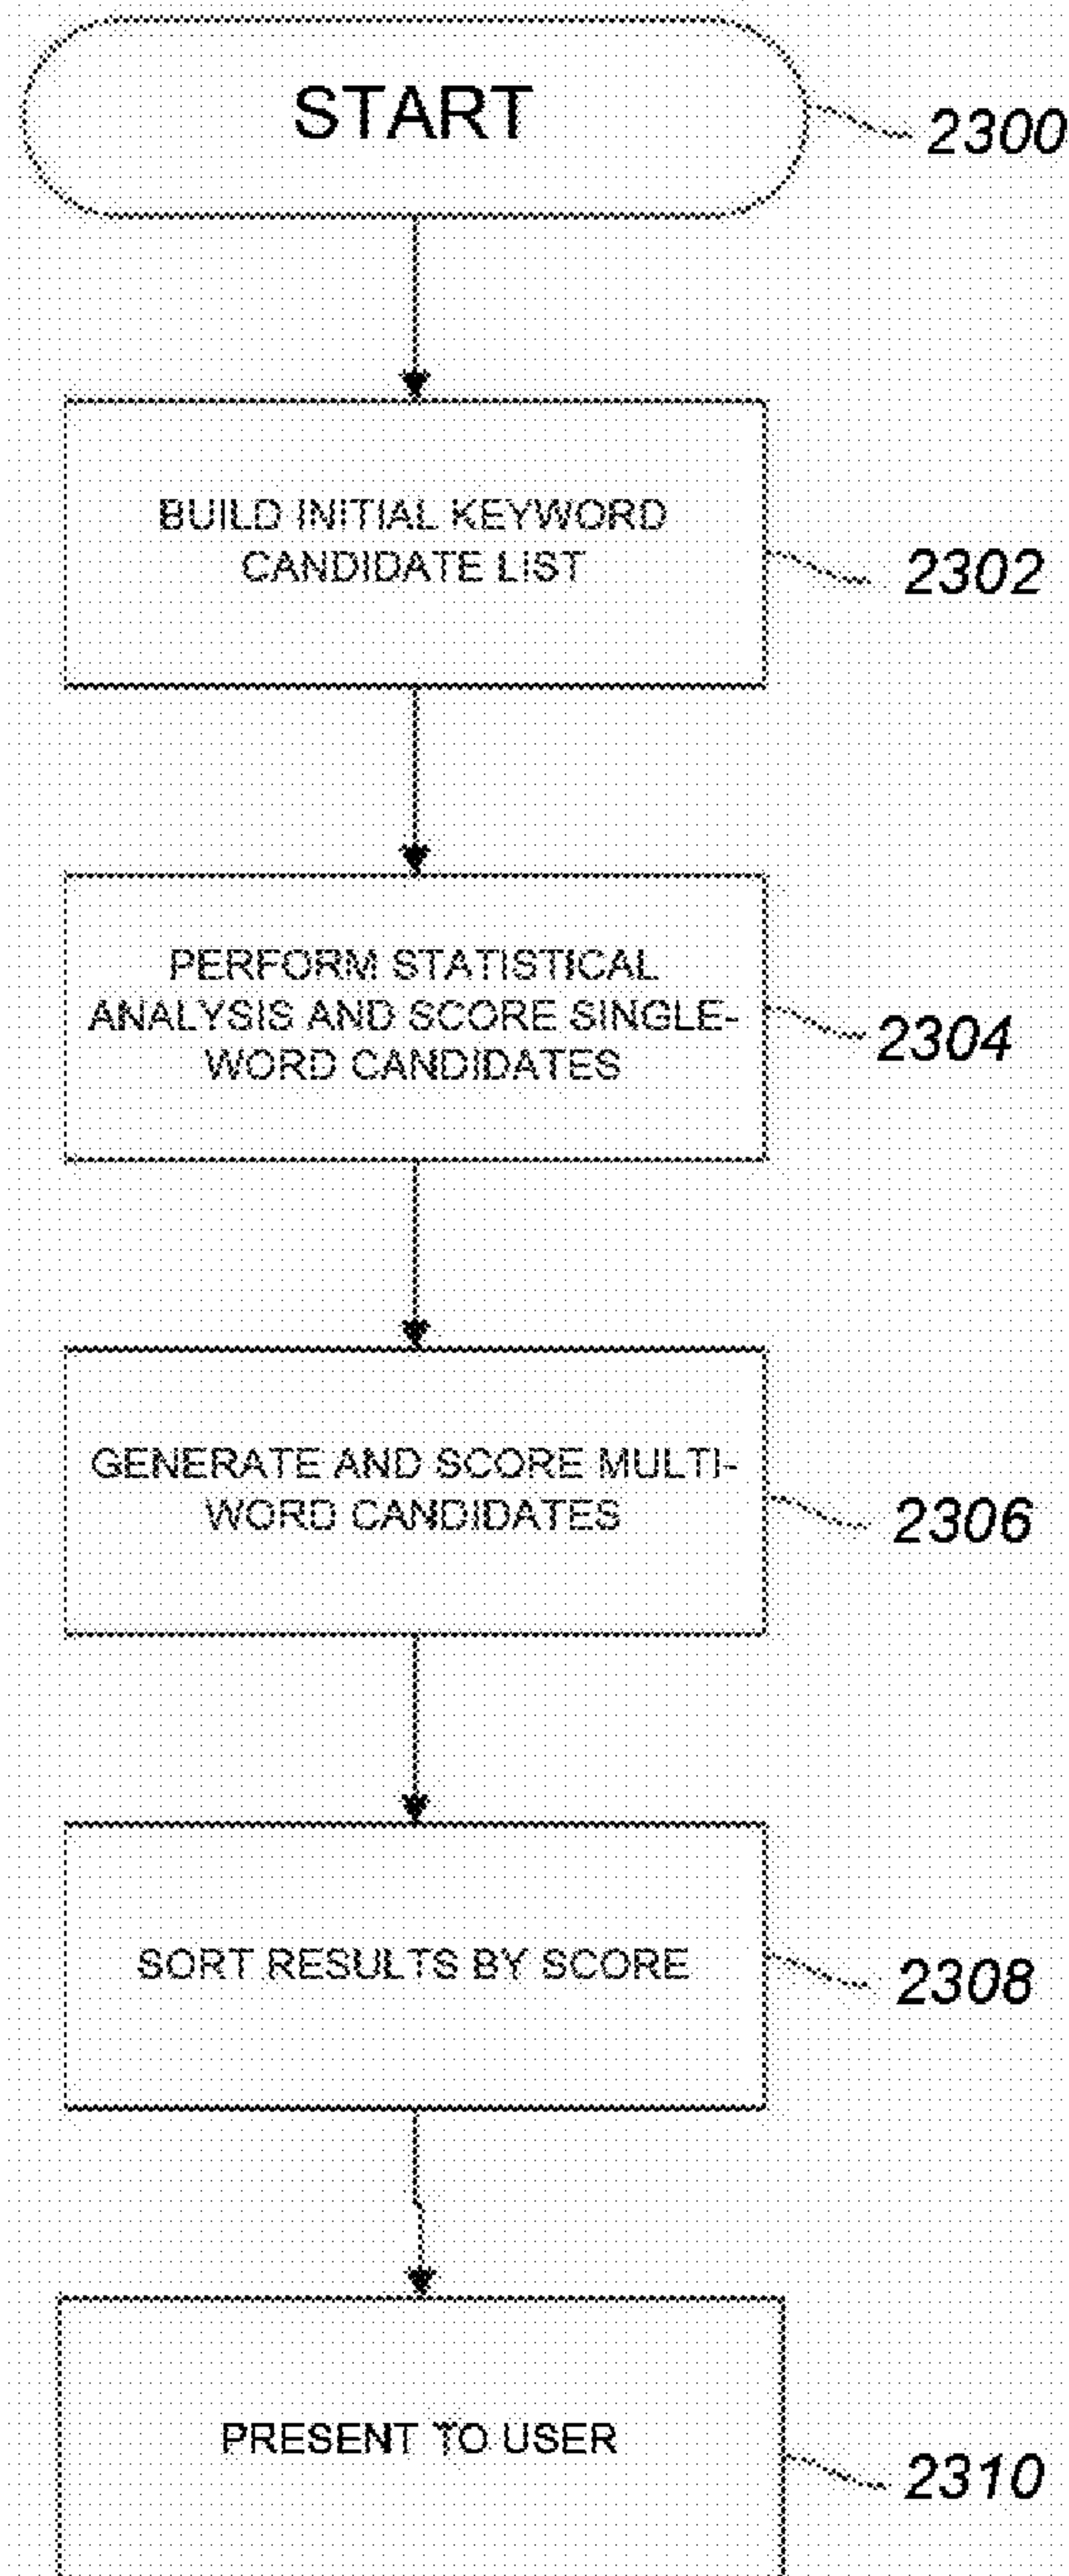 START
2300
BUILD INITIAL KEYWORD
CANDIDATE LIST
2302
PERFORM STATISTICAL
ANALYSIS AND SCORE SINGLE-
WORD CANDIDATES
2304
GENERATE AND SCORE MULTI-
WORD CANDIDATES
2306
SORT RESULTS BY SCORE
2308
PRESENT TO USER
2310